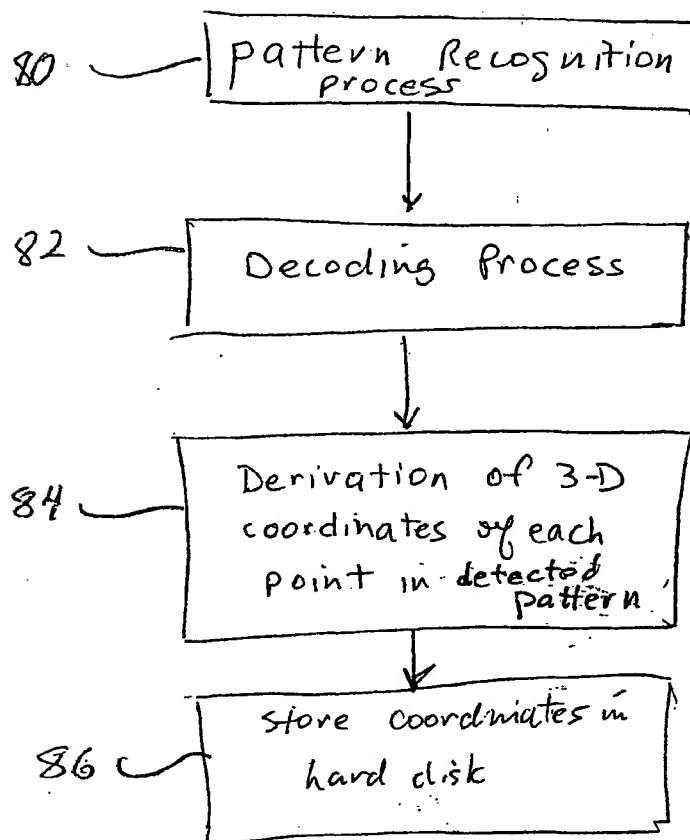 80 pattern Recognition
process
82 Decoding Process
84 Derivation of 3-D
coordinates of each
point in detected
pattern
86 store coordinates in
hard disk